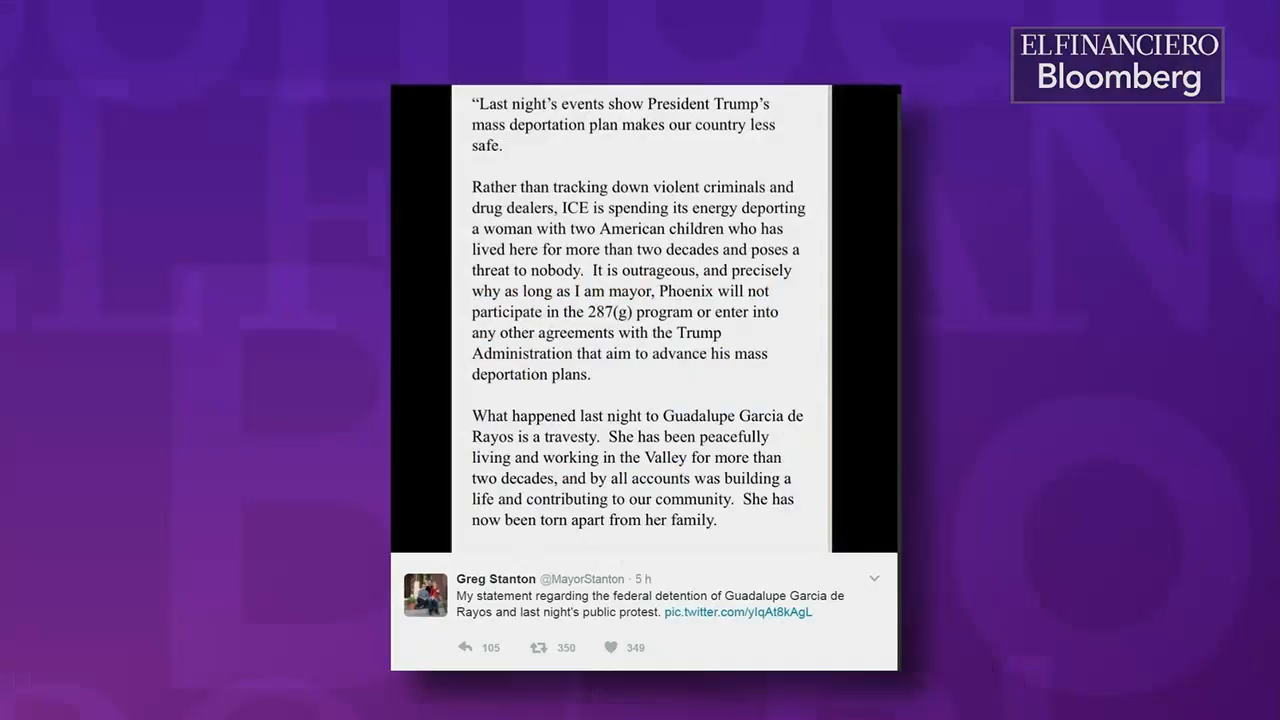 EL FINANCIERO
Bloomberg
“Last night’s events show President Trump’s
mass deportation plan makes our country less
safe.
Rather than tracking down violent criminals and
drug dealers, ICE is spending its energy deporting
a woman with two American children who has
lived here for more than two decades and poses a
threat to nobody.  It is outrageous, and precisely
why as long as I am mayor, Phoenix will not
participate in the 287(g) program or enter into
any other agreements with the Trump
Administration that aim to advance his mass
deportation plans.
What happened last night to Guadalupe Garcia de
Rayos is a travesty.  She has been peacefully
living and working in the Valley for more than
two decades, and by all accounts was building a
life and contributing to our community.  She has
now been torn apart from her family.
Greg Stanton @MayorStanton · 5 h
My statement regarding the federal detention of Guadalupe Garcia de
Rayos and last night's public protest. pic.twitter.com/ylqAt8kAgL
105 350 349